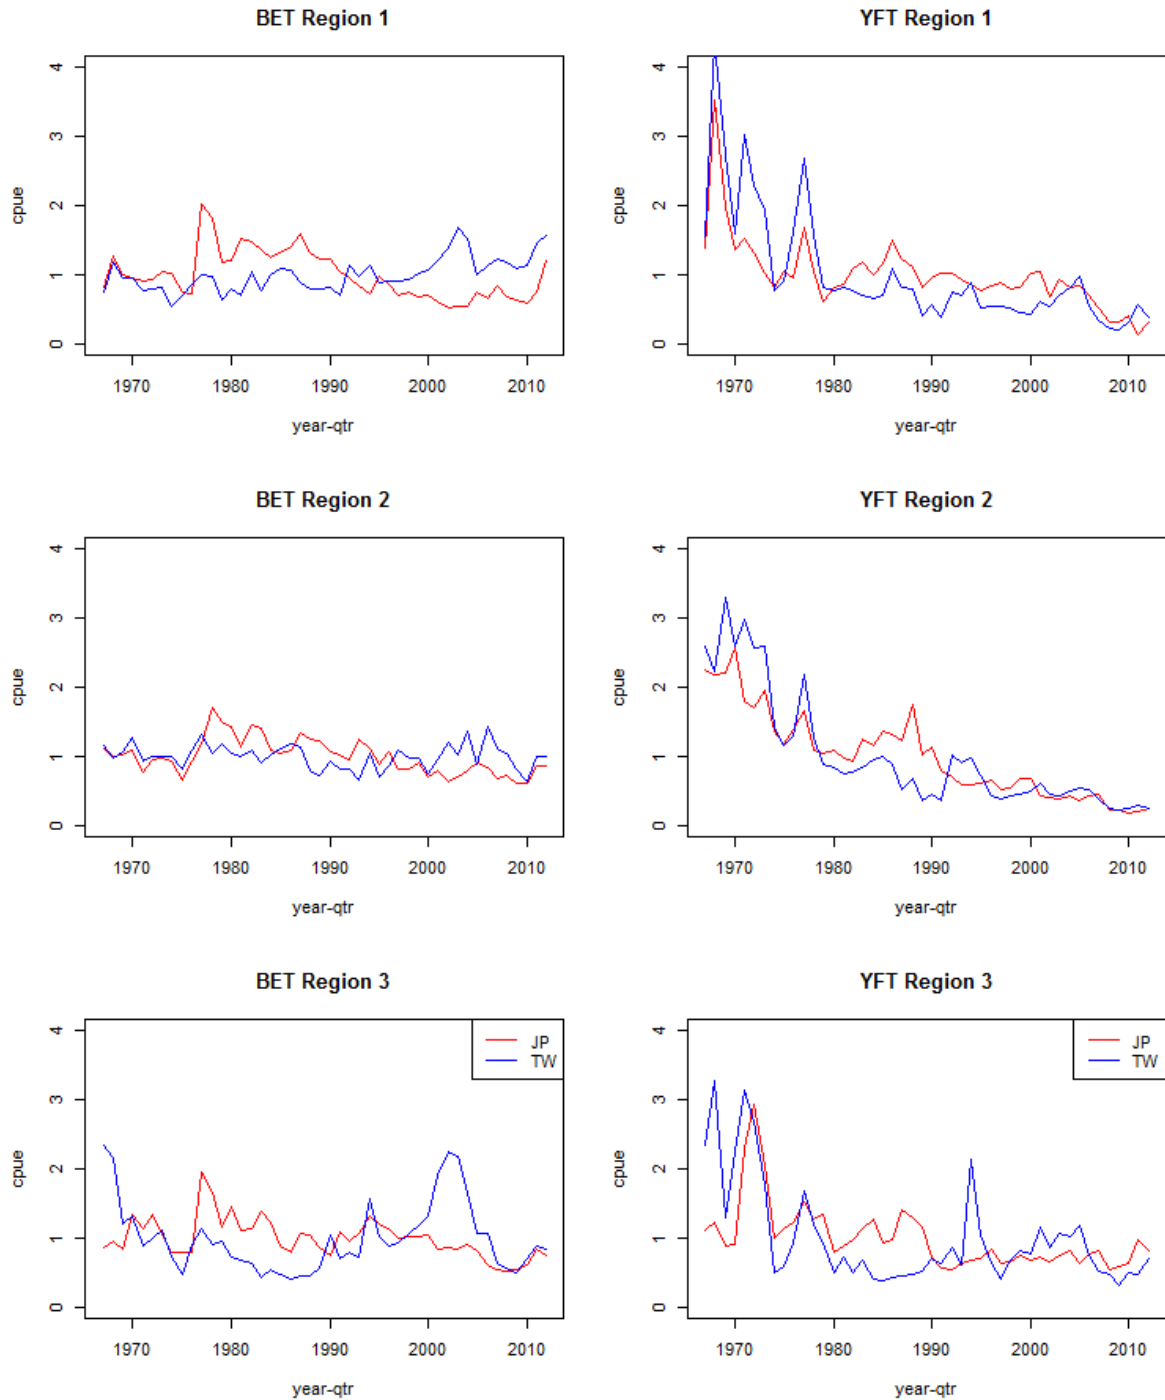 BET Region 1
4
3
2
1
0
cpue
1970 1980 1990 2000 2010
year-qtr
YFT Region 1
4
3
2
1
0
cpue
1970 1980 1990 2000 2010
year-qtr
BET Region 2
4
3
2
1
0
cpue
1970 1980 1990 2000 2010
year-qtr
YFT Region 2
4
3
2
1
0
cpue
1970 1980 1990 2000 2010
year-qtr
BET Region 3
JP
TW
4
3
2
1
0
cpue
1970 1980 1990 2000 2010
year-qtr
YFT Region 3
JP
TW
4
3
2
1
0
cpue
1970 1980 1990 2000 2010
year-qtr